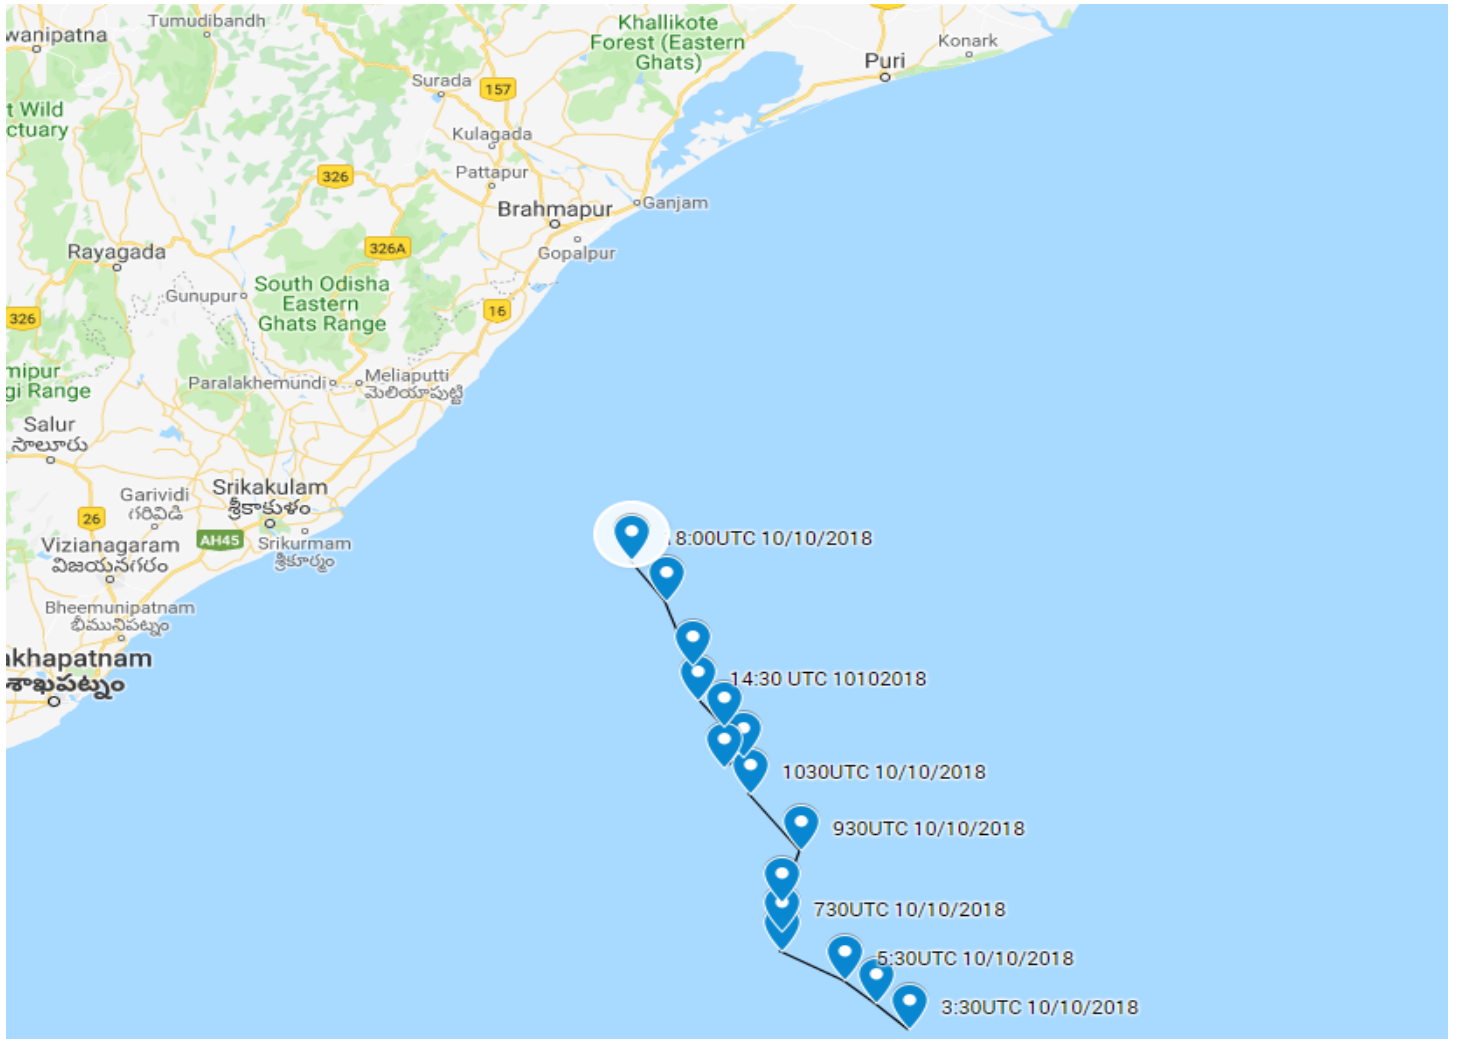 Tumudibandh
wanipatna
Khallikote
Forest (Eastern
Ghats)
Konark
Puri
Surada
157
t Wild
ctuary
Kulagada
Pattapur
326
Brahmapur
Ganjam
326A
Gopalpur
Rayagada
Gunupur
South Odisha
Eastern
Ghats Range
326
16
mipur
gi Range
Paralakhemundi
Meliaputti
మెలియాపుట్టి
Salur
సాలూరు
Garividi
గరివిడి
Srikakulam
శ్రీకాకుళం
26
AH45
Srikurmam
శ్రీకూర్మం
Vizianagaram
విజయనగరం
8:00UTC 10/10/2018
Bheemunipatnam
భీమునిపట్నం
akhapatnam
శాఖపట్నం
14:30 UTC 10102018
1030UTC 10/10/2018
930UTC 10/10/2018
730UTC 10/10/2018
5:30UTC 10/10/2018
3:30UTC 10/10/2018